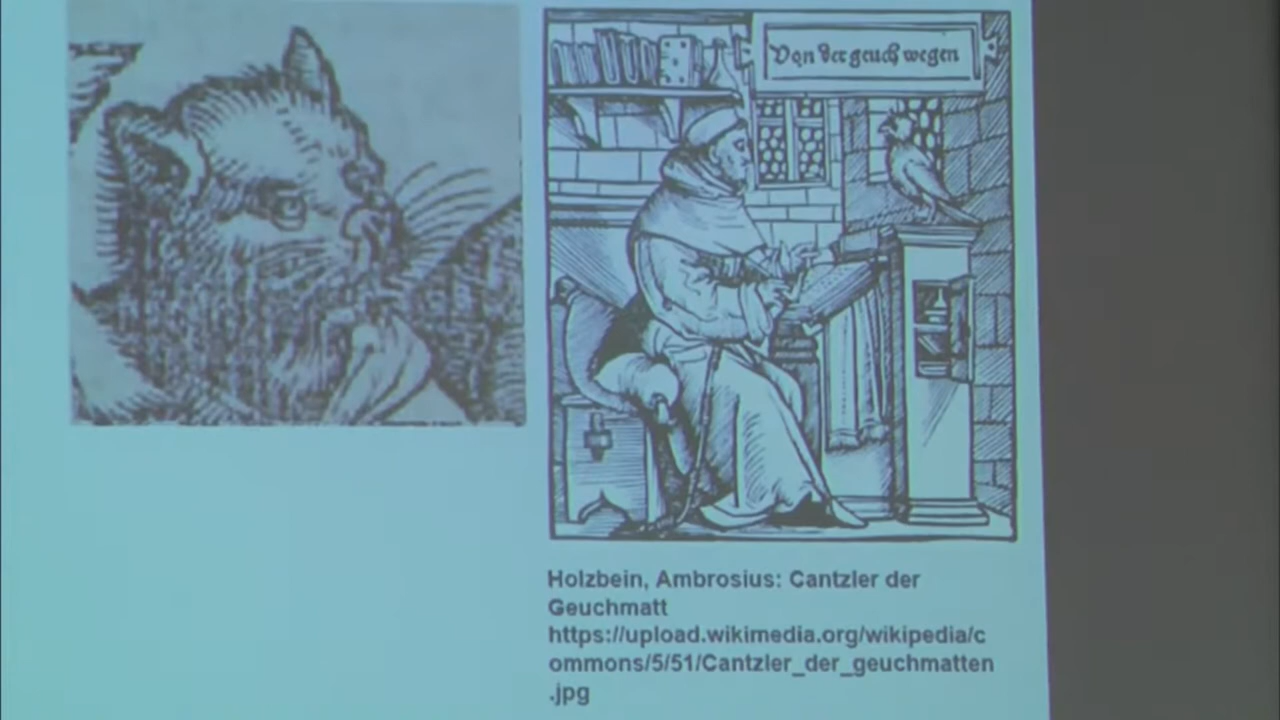 Von der geuch wegen
Holzbein, Ambrosius: Cantzler der
Geuchmatt
https://upload.wikimedia.org/wikipedia/c
ommons/5/51/Cantzler_der_geuchmatten
.jpg